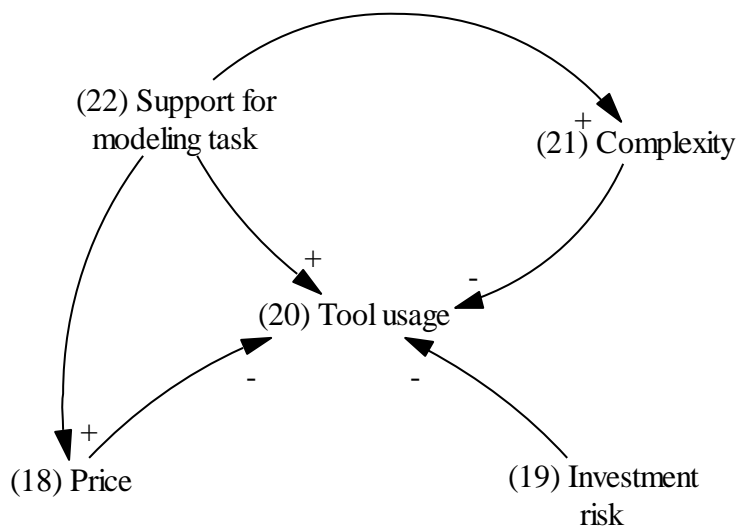 (22) Support for
modeling task
+
(21) Complexity
+
-
(20) Tool usage
-
-
+
(18) Price
(19) Investment
risk